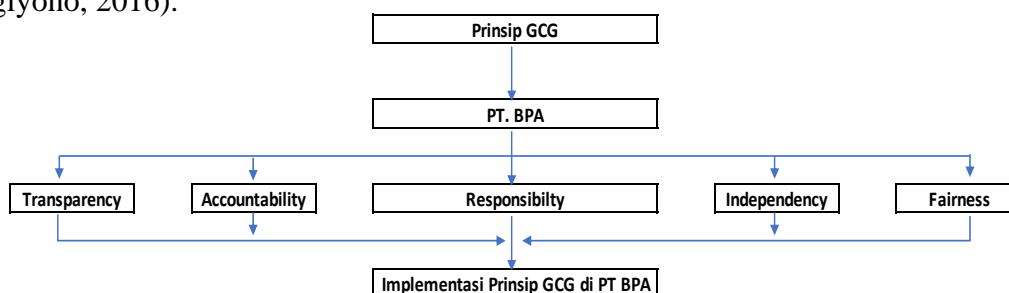 giyono, 2016).
Prinsip GCG
PT. BPA
Transparency Accountability Responsibilty Independency Fairness
Implementasi Prinsip GCG di PT BPA